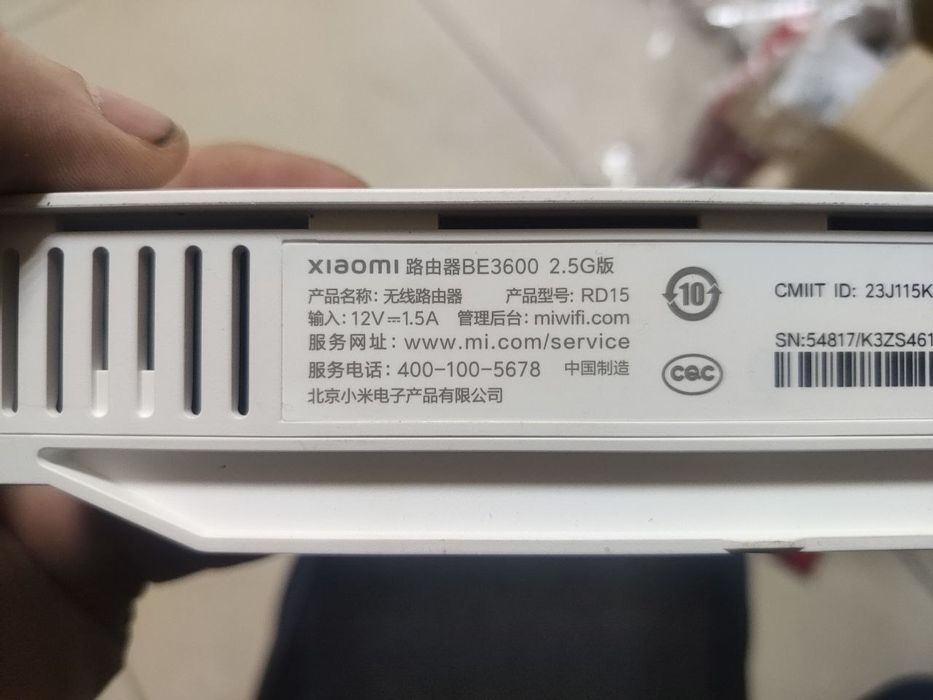 xiaomi 路由器BE3600 2.5G版
产品名称: 无线路由器 产品型号: RD15
输入: 12V⎓1.5A 管理后台: miwifi.com
服务网址: www.mi.com/service
服务电话: 400-100-5678 中国制造
北京小米电子产品有限公司
10
CQC
CMIIT ID: 23J115K
SN:54817/K3ZS461